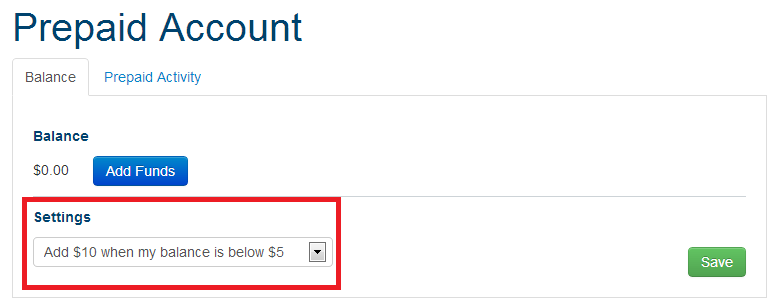 Prepaid Account
Balance Prepaid Activity
Balance
$0.00 Add Funds
Settings
Add $10 when my balance is below $5
Save